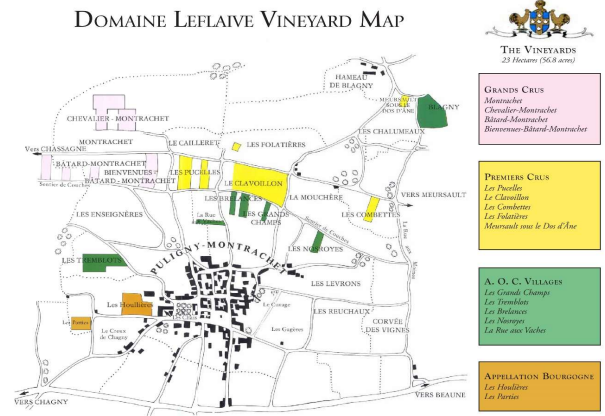 DOMAINE LEFLAIVE VINEYARD MAP
THE VINEYARDS
23 Hectares (56.8 acres)
GRANDS CRUS
Montrachet
Chevalier-Montrachet
Bâtard-Montrachet
Bienvenues-Bâtard-Montrachet
PREMIERS CRUS
Les Pucelles
Le Clavoillon
Les Combettes
Les Folatières
Meursault sous le Dos d'Ane
A. O. C. VILLAGES
Les Grands Champs
Les Tremblots
Les Brelances
Les Nosroyes
La Rue aux Vaches
APPELLATION BOURGOGNE
Les Houlières
Les Parties
HAMEAU
DE BLAGNY
MEURSAULT
SOUS LE
DOS D'ÂNE
BLAGNY
CHEVALIER - MONTRACHET
LES CHALUMEAUX
MONTRACHET
LE CAILLERET
LES FOLATIÈRES
Vers CHASSAGNE
BÂTARD-MONTRACHET
BIENVENUES
BÂTARD - MONTRACHET
LES PUCELLES
LE CLAVOILLON
Sentier de Couches
LES BRELANCES
LA MOUCHÈRE
VERS MEURSAULT
LES ENSEIGNÈRES
La Rue
LES GRANDS
CHAMPS
LES COMBETTES
LES NOSROYES
LES TREMBLOTS
PULIGNY-MONTRACHET
LES LEVRONS
Les Houllières
Les Parties
Le Creux
de Chagny
LES REUCHAUX
CORVÉE
DES VIGNES
VERS CHAGNY
VERS BEAUNE